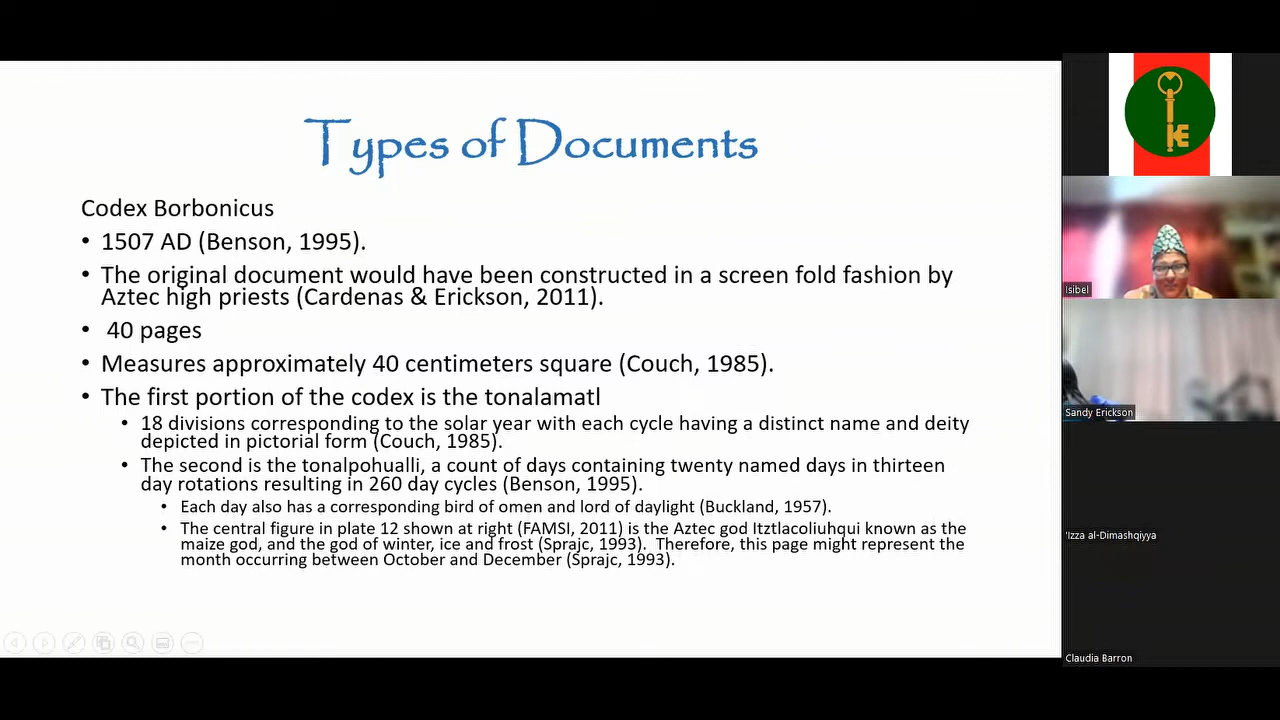 Types of Documents
Codex Borbonicus
• 1507 AD (Benson, 1995).
• The original document would have been constructed in a screen fold fashion by
Aztec high priests (Cardenas & Erickson, 2011).
• 40 pages
• Measures approximately 40 centimeters square (Couch, 1985).
• The first portion of the codex is the tonalamatl
• 18 divisions corresponding to the solar year with each cycle having a distinct name and deity
depicted in pictorial form (Couch, 1985).
• The second is the tonalpohualli, a count of days containing twenty named days in thirteen
day rotations resulting in 260 day cycles (Benson, 1995).
• Each day also has a corresponding bird of omen and lord of daylight (Buckland, 1957).
• The central figure in plate 12 shown at right (FAMSI, 2011) is the Aztec god Itztlacoliuhqui known as the
maize god, and the god of winter, ice and frost (Sprajc, 1993). Therefore, this page might represent the
month occurring between October and December (Sprajc, 1993).
Isibel
Sandy Erickson
'Izza al-Dimashqiyya
Claudia Barron